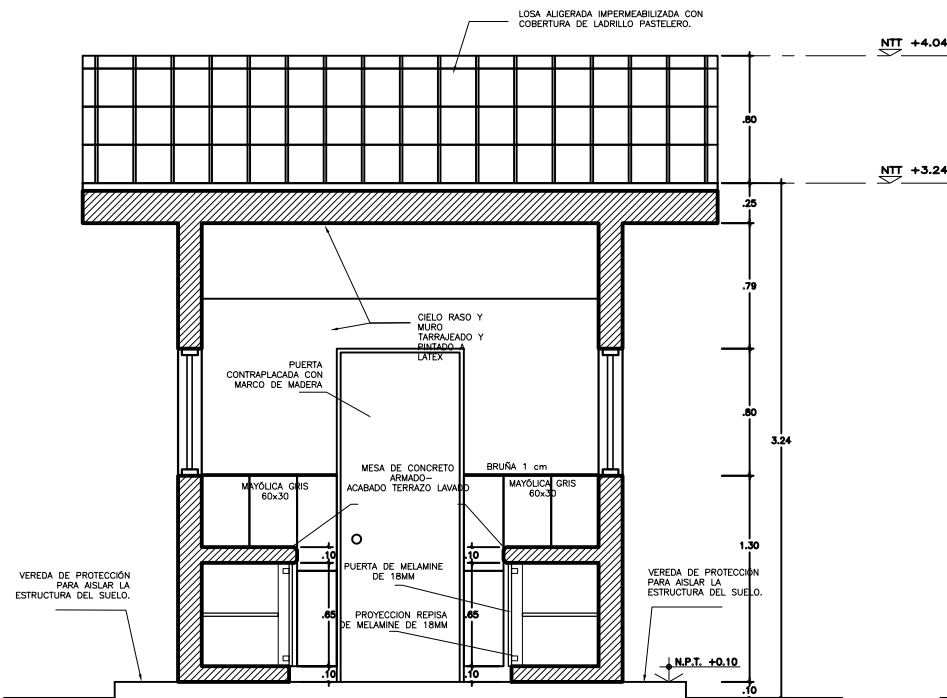 LOSA ALIGERADA IMPERMEABILIZADA CON
COBERTURA DE LADRILLO PASTELERO.
NTT +4.04
.80
NTT +3.24
.25
.79
CIELO RASO Y
MURO
TARRAJEADO Y
PINTADO A
LATEX
PUERTA
CONTRAPLACADA CON
MARCO DE MADERA
.80
3.24
MESA DE CONCRETO
ARMADO-
ACABADO TERRAZO LAVADO
BRUÑA 1 cm
MAYÓLICA GRIS
60x30
MAYÓLICA GRIS
60x30
1.30
.10
.10
PUERTA DE MELAMINE
DE 18MM
VEREDA DE PROTECCIÓN
PARA AISLAR LA
ESTRUCTURA DEL SUELO.
VEREDA DE PROTECCIÓN
PARA AISLAR LA
ESTRUCTURA DEL SUELO.
.65
.65
PROYECCION REPISA
DE MELAMINE DE 18MM
.10
.10
N.P.T. +0.10
.10